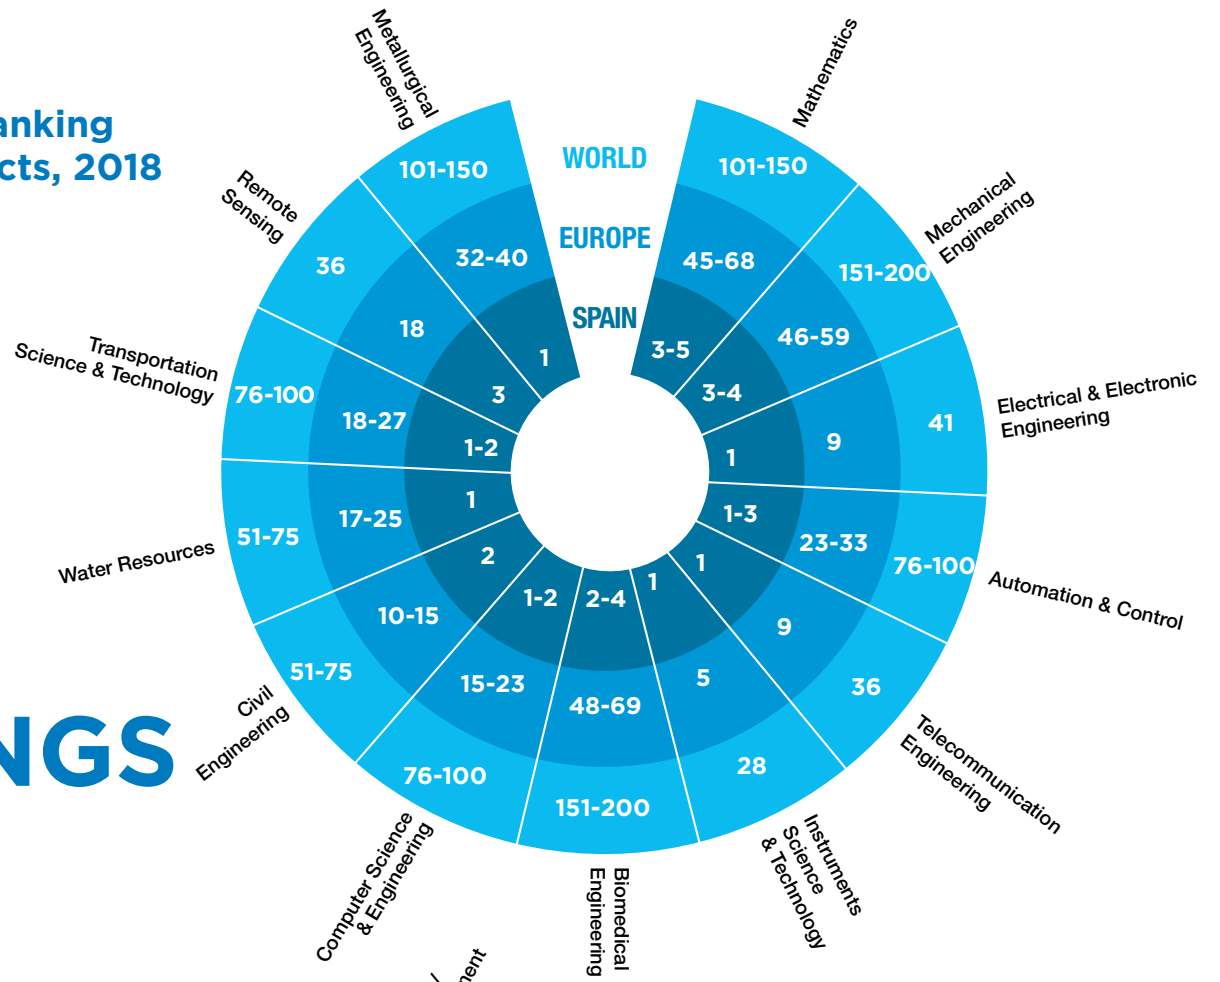 anking
cts, 2018
NGS
WORLD
EUROPE
SPAIN
Mathematics
101-150
45-68
3-5
Mechanical
Engineering
151-200
46-59
3-4
Electrical & Electronic
Engineering
41
9
1
Automation & Control
76-100
23-33
1-3
Telecommunication
Engineering
36
9
1
Instruments
Science
& Technology
28
5
1
Biomedical
Engineering
151-200
48-69
2-4
Computer Science
& Engineering
76-100
15-23
1-2
Civil
Engineering
51-75
10-15
2
Water Resources
51-75
17-25
1
Transportation
Science & Technology
76-100
18-27
1-2
Remote
Sensing
36
18
3
Metallurgical
Engineering
101-150
32-40
1
/
ment